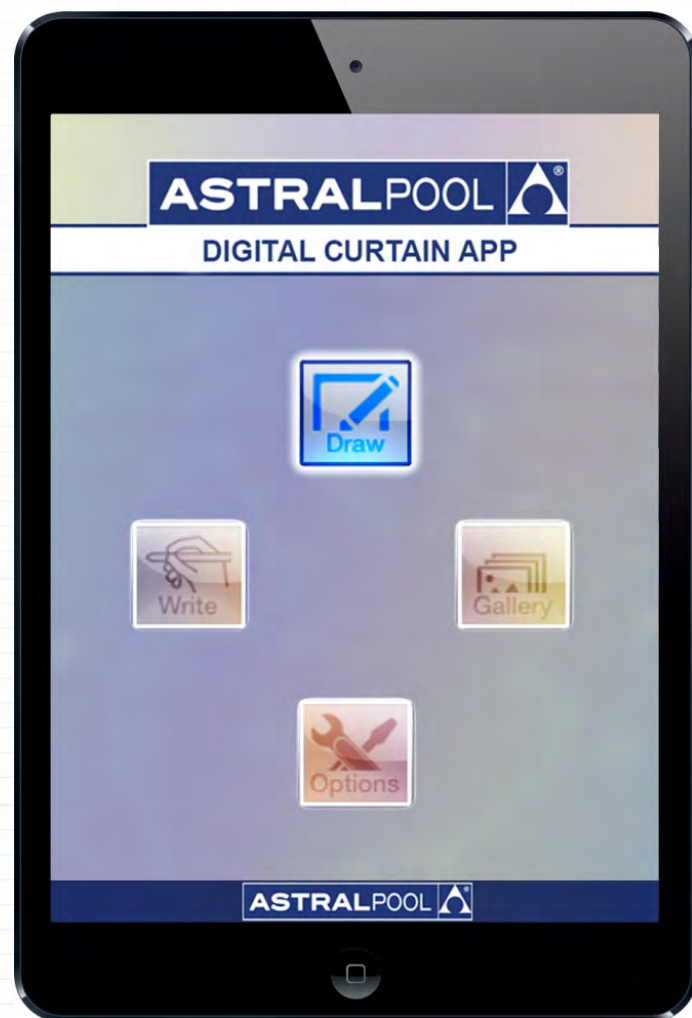 ASTRALPOOL ®
DIGITAL CURTAIN APP
Draw
Write
Gallery
Options
ASTRALPOOL ®